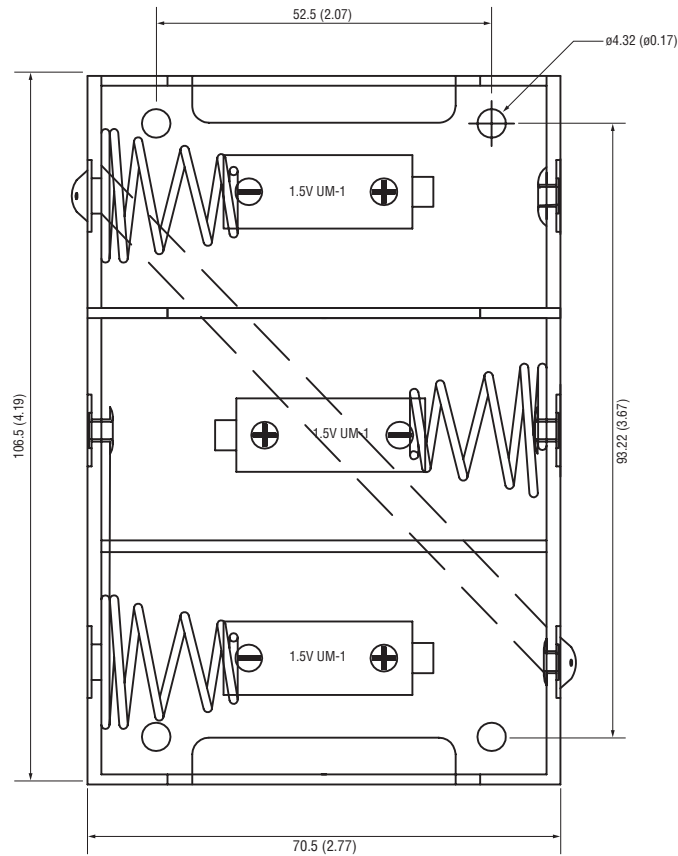 52.5 (2.07)
ø4.32 (ø0.17)
1.5V UM-1
106.5 (4.19)
93.22 (3.67)
1.5V UM-1
1.5V UM-1
70.5 (2.77)